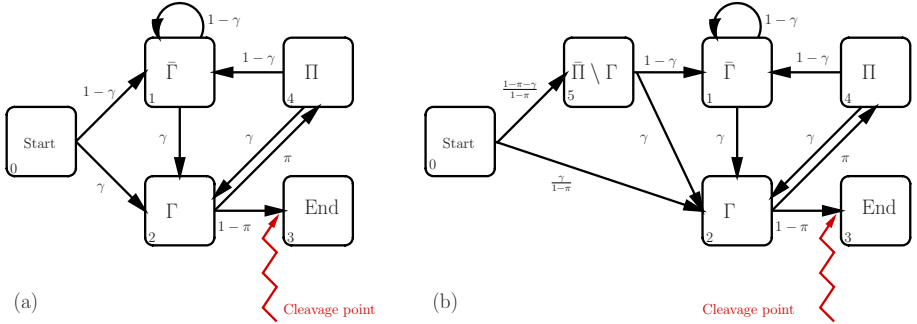 1 − γ
Γ̄
1
1 − γ
Π
4
1 − γ
Start
0
γ
γ
π
γ
Γ
2
1 − π
End
3
(a)
Cleavage point
1 − γ
(1−π−γ)/(1−π)
Π̄ \ Γ
5
1 − γ
Γ̄
1
1 − γ
Π
4
Start
0
γ
γ
γ
π
γ/(1−π)
Γ
2
1 − π
End
3
(b)
Cleavage point